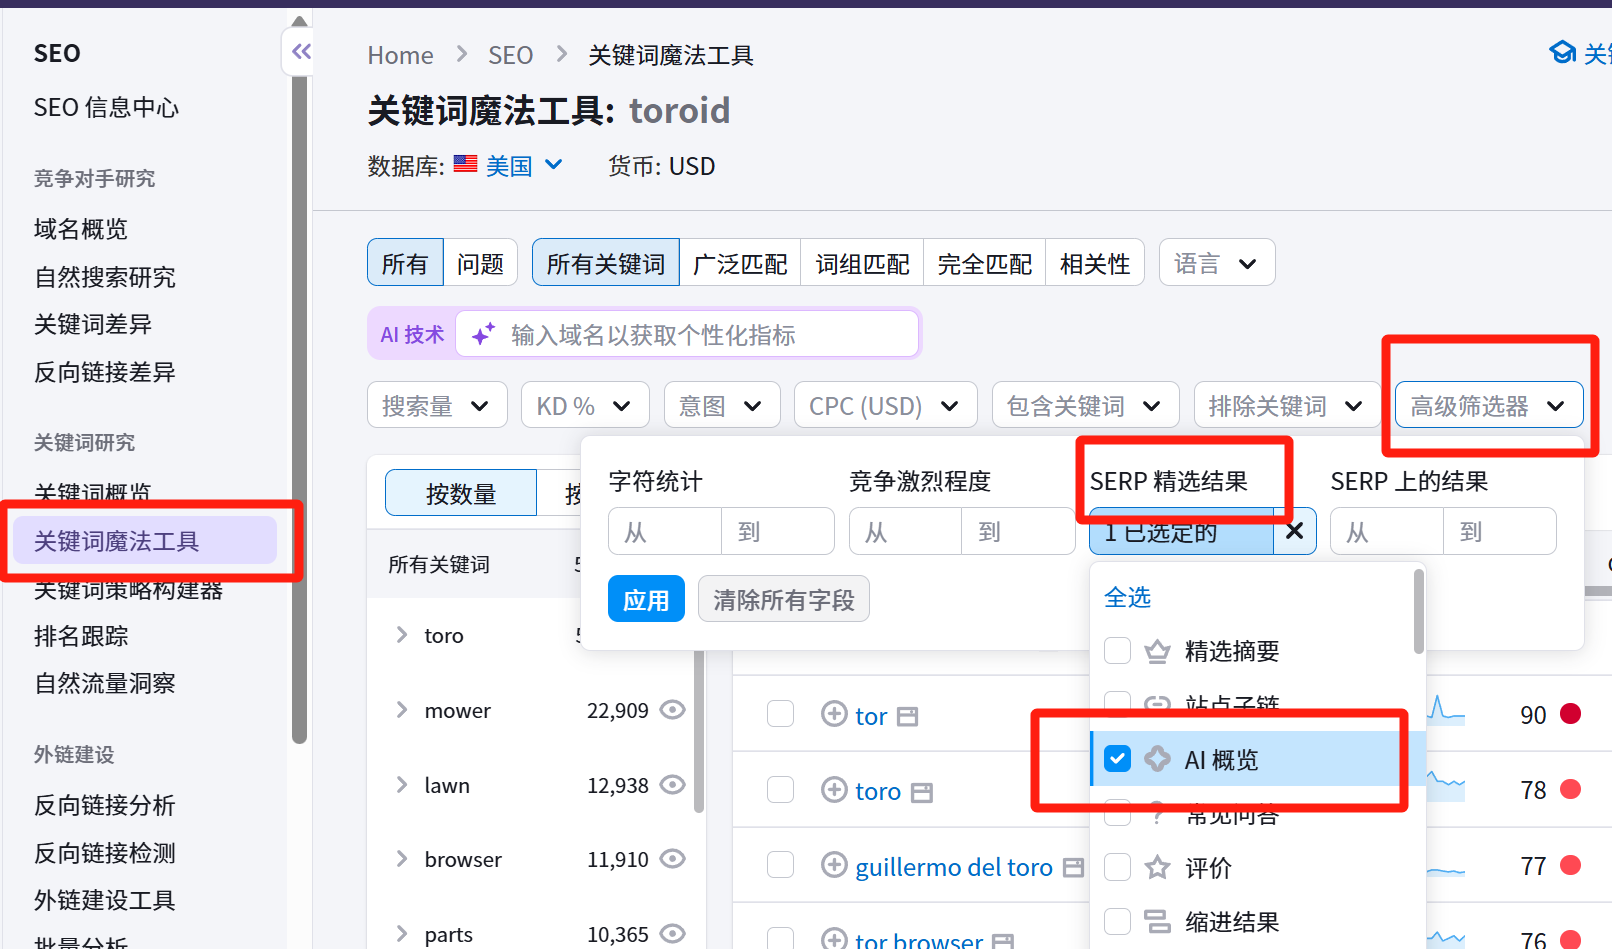 SEO
SEO 信息中心
竞争对手研究
域名概览
自然搜索研究
关键词差异
反向链接差异
关键词研究
关键词概览
关键词魔法工具
关键词策略构建器
排名跟踪
自然流量洞察
外链建设
反向链接分析
反向链接检测
外链建设工具
批量分析
Home > SEO > 关键词魔法工具
关键词魔法工具: toroid
数据库: 美国 货币: USD
所有 问题 所有关键词 广泛匹配 词组匹配 完全匹配 相关性 语言
AI 技术 输入域名以获取个性化指标
搜索量 KD % 意图 CPC (USD) 包含关键词 排除关键词 高级筛选器
字符统计 竞争激烈程度 SERP 精选结果 SERP 上的结果
从 到 从 到 1 已选定的 从 到
应用 清除所有字段
全选
精选摘要
站点子链
AI 概览
常见问答
评价
缩进结果
按数量
所有关键词
toro
mower 22,909
lawn 12,938
browser 11,910
parts 10,365
tor 90
toro 78
guillermo del toro 77
tor browser 76